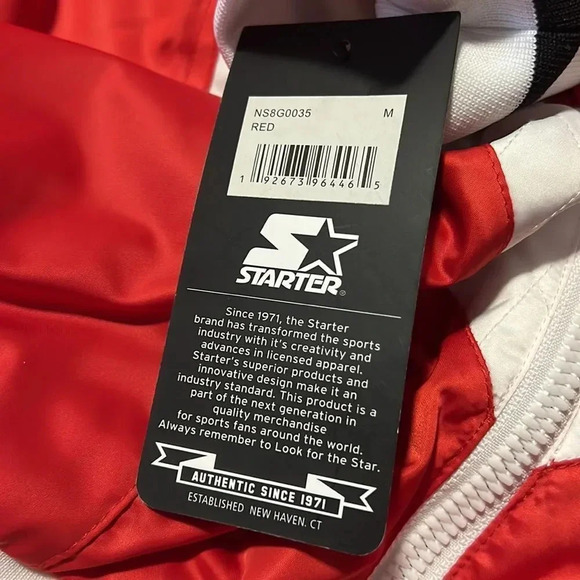 NS8G0035 M
RED
1 92673 96446 5
STARTER®
Since 1971, the Starter
brand has transformed the sports
industry with it's creativity and
advances in licensed apparel.
Starter's superior products and
innovative design make it an
industry standard. This product is a
part of the next generation in
quality merchandise
for sports fans around the world.
Always remember to Look for the Star.
AUTHENTIC SINCE 1971
ESTABLISHED NEW HAVEN. CT